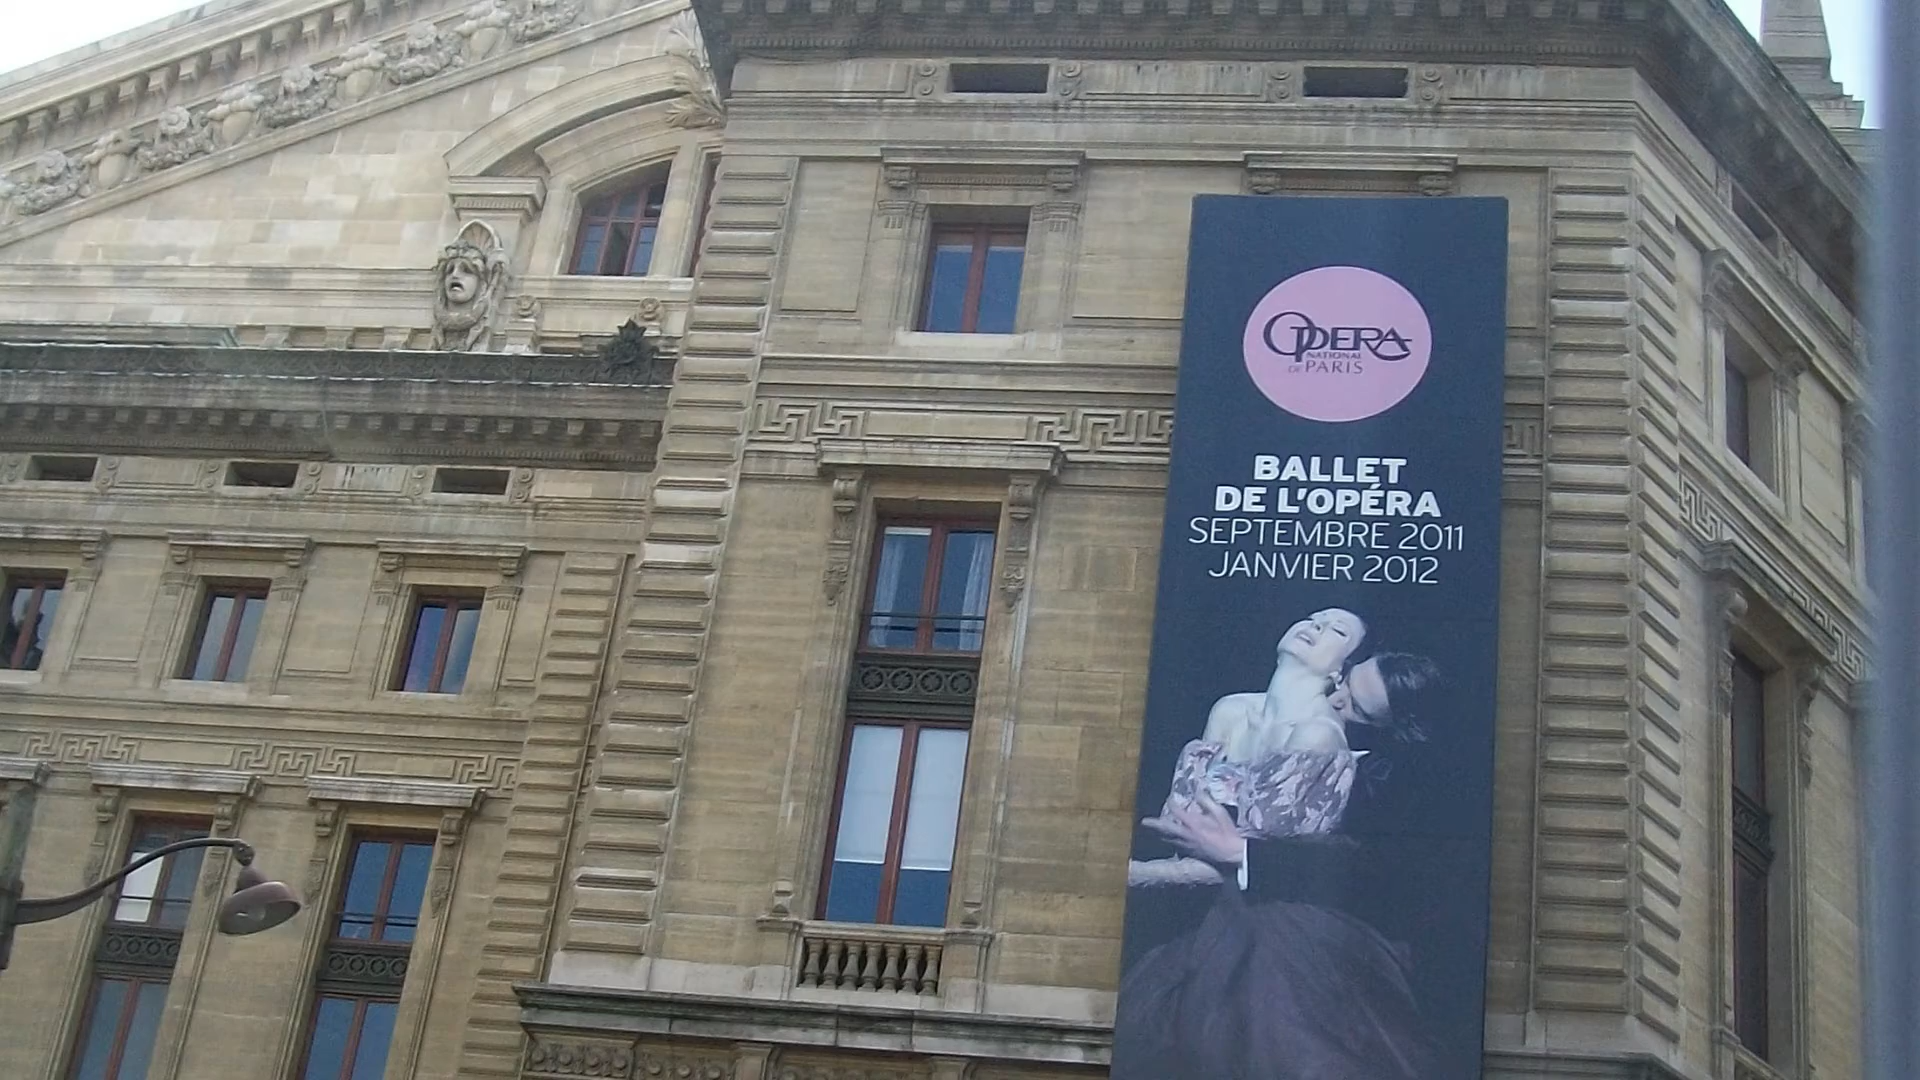 OPERA
NATIONAL
DE PARIS
BALLET
DE L'OPÉRA
SEPTEMBRE 2011
JANVIER 2012